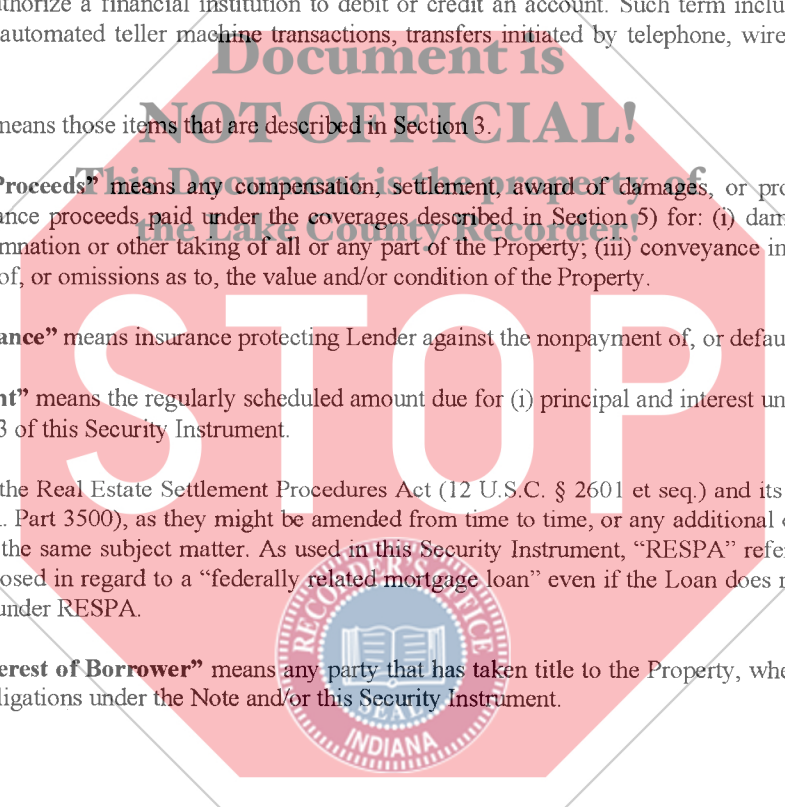 thorize a financial institution to debit or credit an account. Such term inclu
automated teller machine transactions, transfers initiated by telephone, wire
Document is
NOT OFFICIAL!
means those items that are described in Section 3.
This Document is the property of
Proceeds” means any compensation, settlement, award of damages, or pro
ance proceeds paid under the coverages described in Section 5) for: (i) dam
the Lake County Recorder!
mnation or other taking of all or any part of the Property; (iii) conveyance in
of, or omissions as to, the value and/or condition of the Property.
STOP
ance” means insurance protecting Lender against the nonpayment of, or defau
nt” means the regularly scheduled amount due for (i) principal and interest un
3 of this Security Instrument.
the Real Estate Settlement Procedures Act (12 U.S.C. § 2601 et seq.) and its
. Part 3500), as they might be amended from time to time, or any additional
the same subject matter. As used in this Security Instrument, “RESPA” refe
osed in regard to a “federally related mortgage loan” even if the Loan does
under RESPA.
RECORDER'S OFFICE
erest of Borrower” means any party that has taken title to the Property, whe
ligations under the Note and/or this Security Instrument.
SEAL
INDIANA